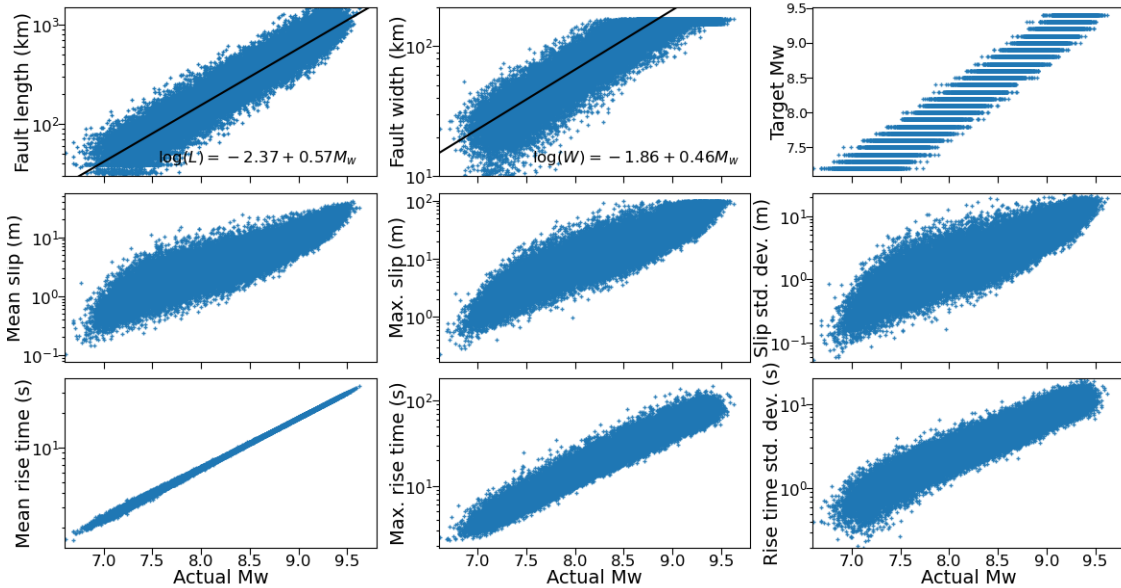 Fault length (km)
10³
10²
log(L) = − 2.37 + 0.57M_w
Fault width (km)
10²
10¹
log(W) = − 1.86 + 0.46M_w
Target Mw
9.5
9.0
8.5
8.0
7.5
Mean slip (m)
10¹
10⁰
10⁻¹
Max. slip (m)
10²
10¹
10⁰
Slip std. dev. (m)
10¹
10⁰
10⁻¹
Mean rise time (s)
10¹
7.0 7.5 8.0 8.5 9.0 9.5
Actual Mw
Max. rise time (s)
10²
10¹
7.0 7.5 8.0 8.5 9.0 9.5
Actual Mw
Rise time std. dev. (s)
10¹
10⁰
7.0 7.5 8.0 8.5 9.0 9.5
Actual Mw